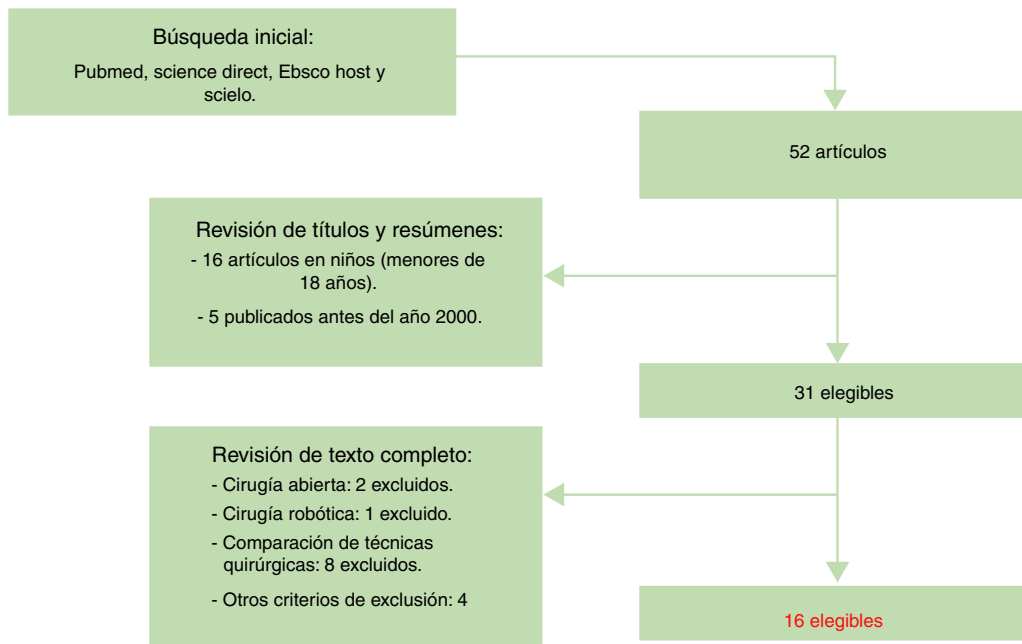 Búsqueda inicial:
Pubmed, science direct, Ebsco host y
scielo.
52 artículos
Revisión de títulos y resúmenes:
- 16 artículos en niños (menores de
18 años).
- 5 publicados antes del año 2000.
31 elegibles
Revisión de texto completo:
- Cirugía abierta: 2 excluidos.
- Cirugía robótica: 1 excluido.
- Comparación de técnicas
quirúrgicas: 8 excluidos.
- Otros criterios de exclusión: 4
16 elegibles